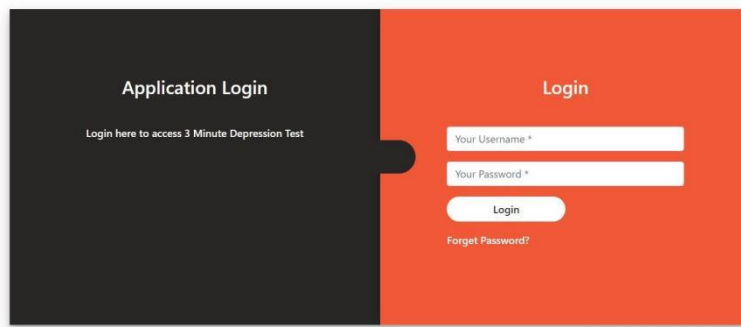 Application Login
Login here to access 3 Minute Depression Test
Login
Your Username *
Your Password *
Login
Forget Password?